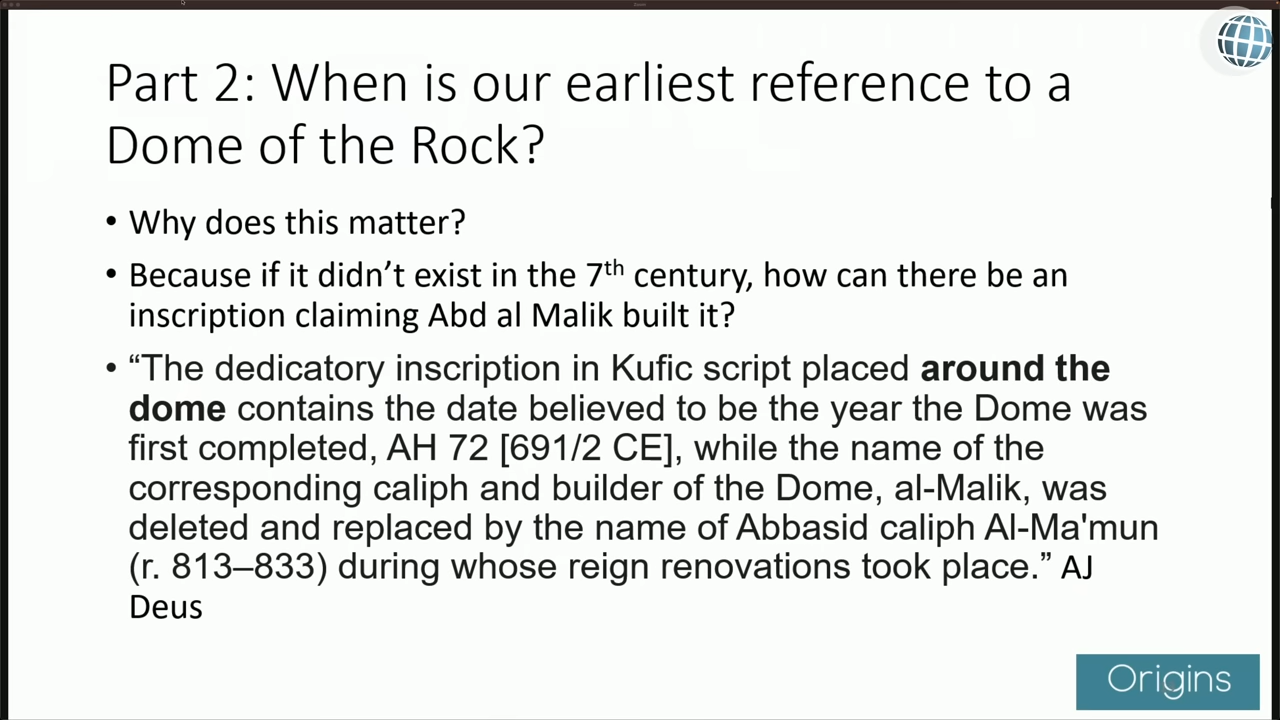 Part 2: When is our earliest reference to a
Dome of the Rock?
• Why does this matter?
• Because if it didn’t exist in the 7th century, how can there be an
inscription claiming Abd al Malik built it?
• “The dedicatory inscription in Kufic script placed around the
dome contains the date believed to be the year the Dome was
first completed, AH 72 [691/2 CE], while the name of the
corresponding caliph and builder of the Dome, al-Malik, was
deleted and replaced by the name of Abbasid caliph Al-Ma'mun
(r. 813–833) during whose reign renovations took place.” AJ
Deus
Origins